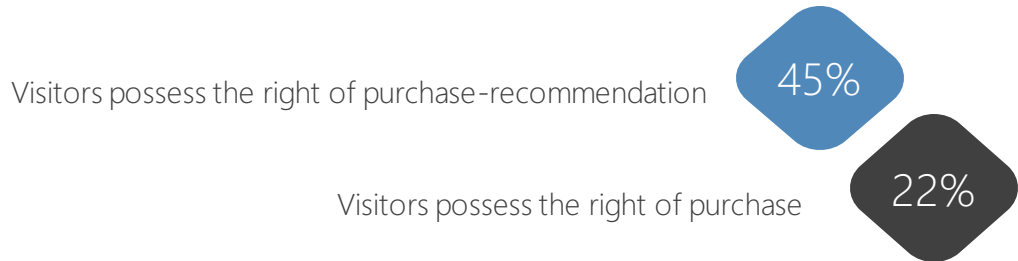 Visitors possess the right of purchase-recommendation 45%
Visitors possess the right of purchase 22%